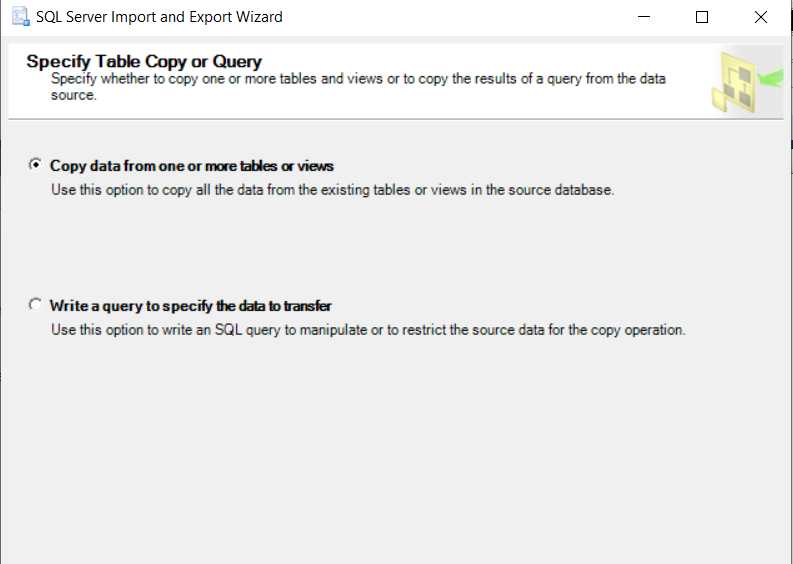 SQL Server Import and Export Wizard
Specify Table Copy or Query
Specify whether to copy one or more tables and views or to copy the results of a query from the data
source.
Copy data from one or more tables or views
Use this option to copy all the data from the existing tables or views in the source database.
Write a query to specify the data to transfer
Use this option to write an SQL query to manipulate or to restrict the source data for the copy operation.